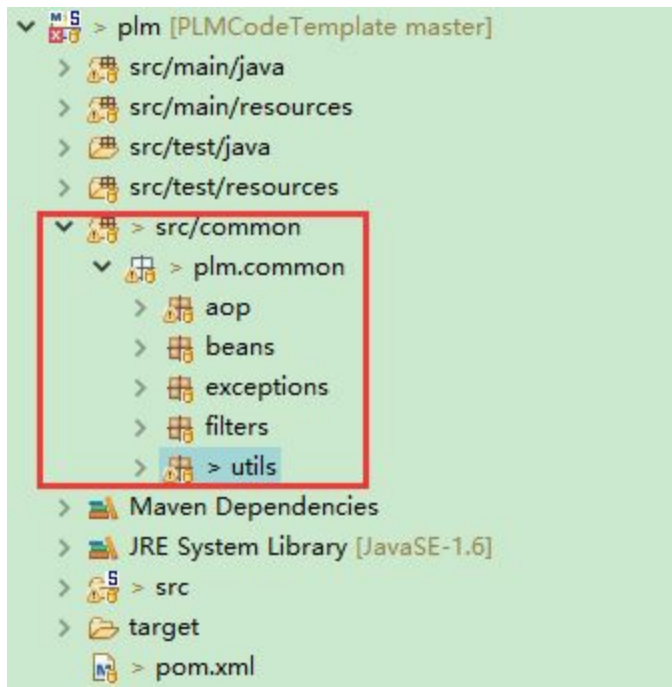 > plm [PLMCodeTemplate master]
src/main/java
src/main/resources
src/test/java
src/test/resources
> src/common
> plm.common
aop
beans
exceptions
filters
> utils
Maven Dependencies
JRE System Library [JavaSE-1.6]
> src
target
> pom.xml